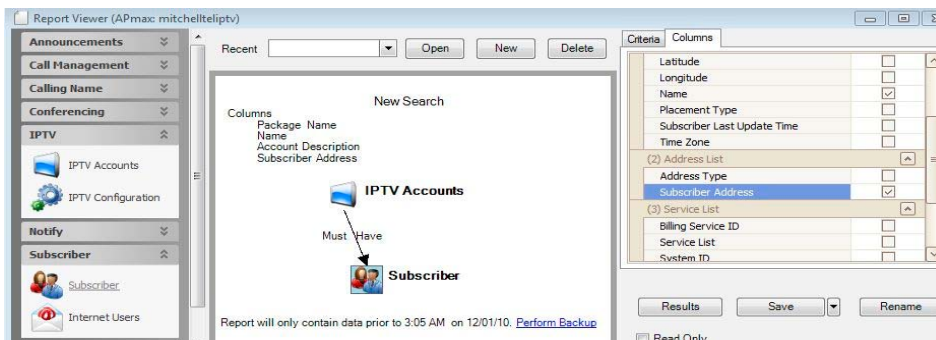 Report Viewer (APmax: mitchellteliptv)
Announcements
Call Management
Calling Name
Conferencing
IPTV
IPTV Accounts
IPTV Configuration
Notify
Subscriber
Subscriber
Internet Users
Recent
Open
New
Delete
New Search
Columns
Package Name
Name
Account Description
Subscriber Address
IPTV Accounts
Must Have
Subscriber
Report will only contain data prior to 3:05 AM on 12/01/10. Perform Backup
Criteria
Columns
Latitude
Longitude
Name
Placement Type
Subscriber Last Update Time
Time Zone
(2) Address List
Address Type
Subscriber Address
(3) Service List
Billing Service ID
Service List
System ID
Results
Save
Rename
Read Only